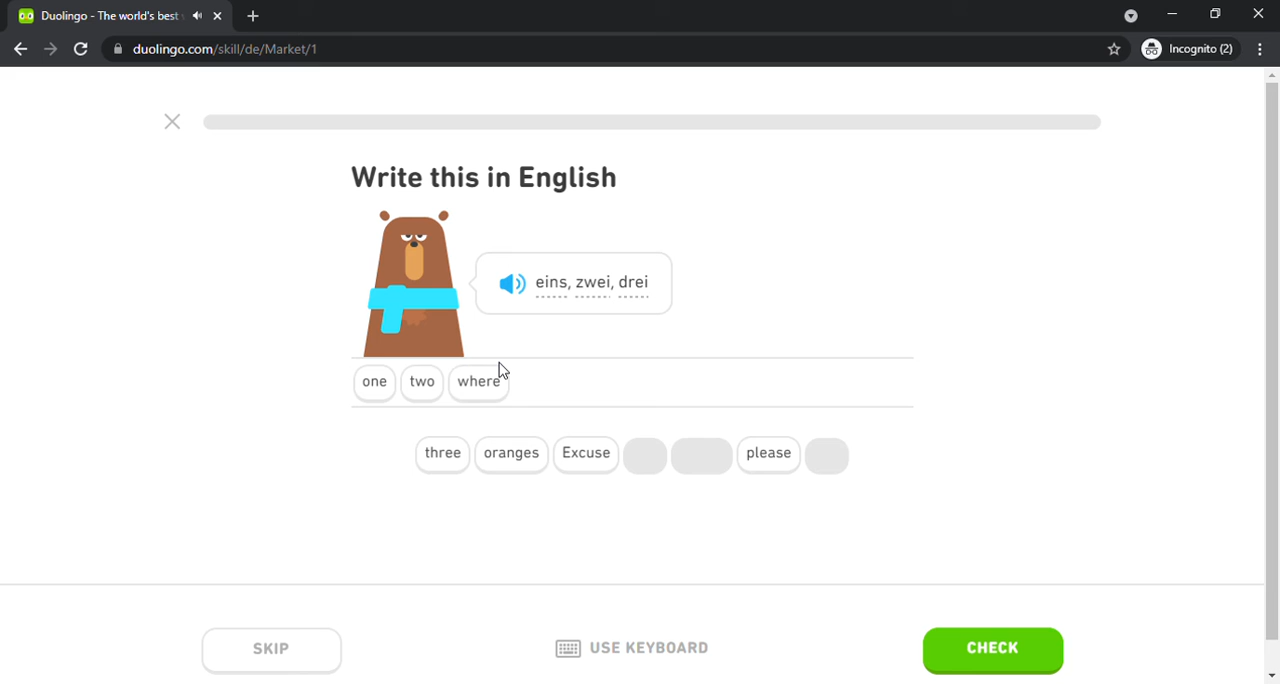 Duolingo - The world's best
duolingo.com/skill/de/Market/1
Incognito (2)
Write this in English
eins, zwei, drei
one two where
three oranges Excuse please
SKIP
USE KEYBOARD
CHECK